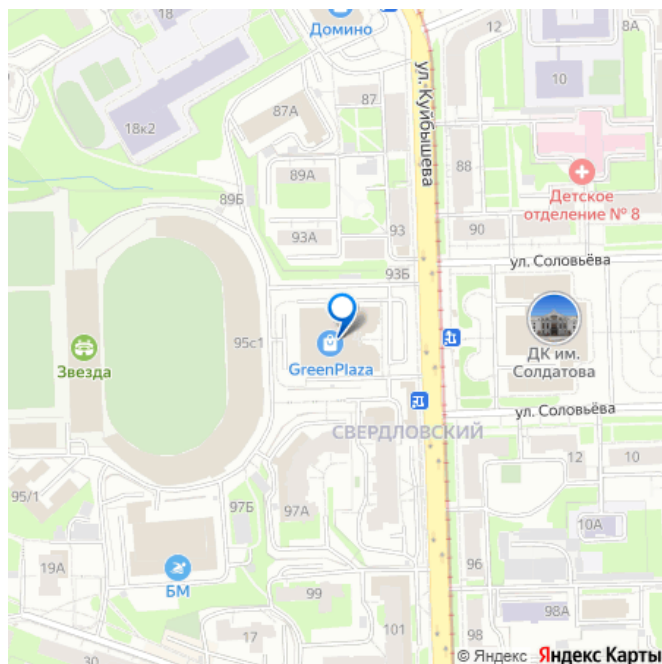 18
Домино
12
8А
ул. Куйбышева
10
87
87А
18к2
88
89А
Детское
отделение № 8
89Б
93
93А
90
93Б
ул. Соловьёва
95с1
Звезда
GreenPlaza
ДК им.
Солдатова
ул. Соловьёва
СВЕРДЛОВСКИЙ
12
10
95/1
97Б
97А
10А
19А
БМ
96
99
98А
17
101
98
30
© Яндекс Яндекс Карты